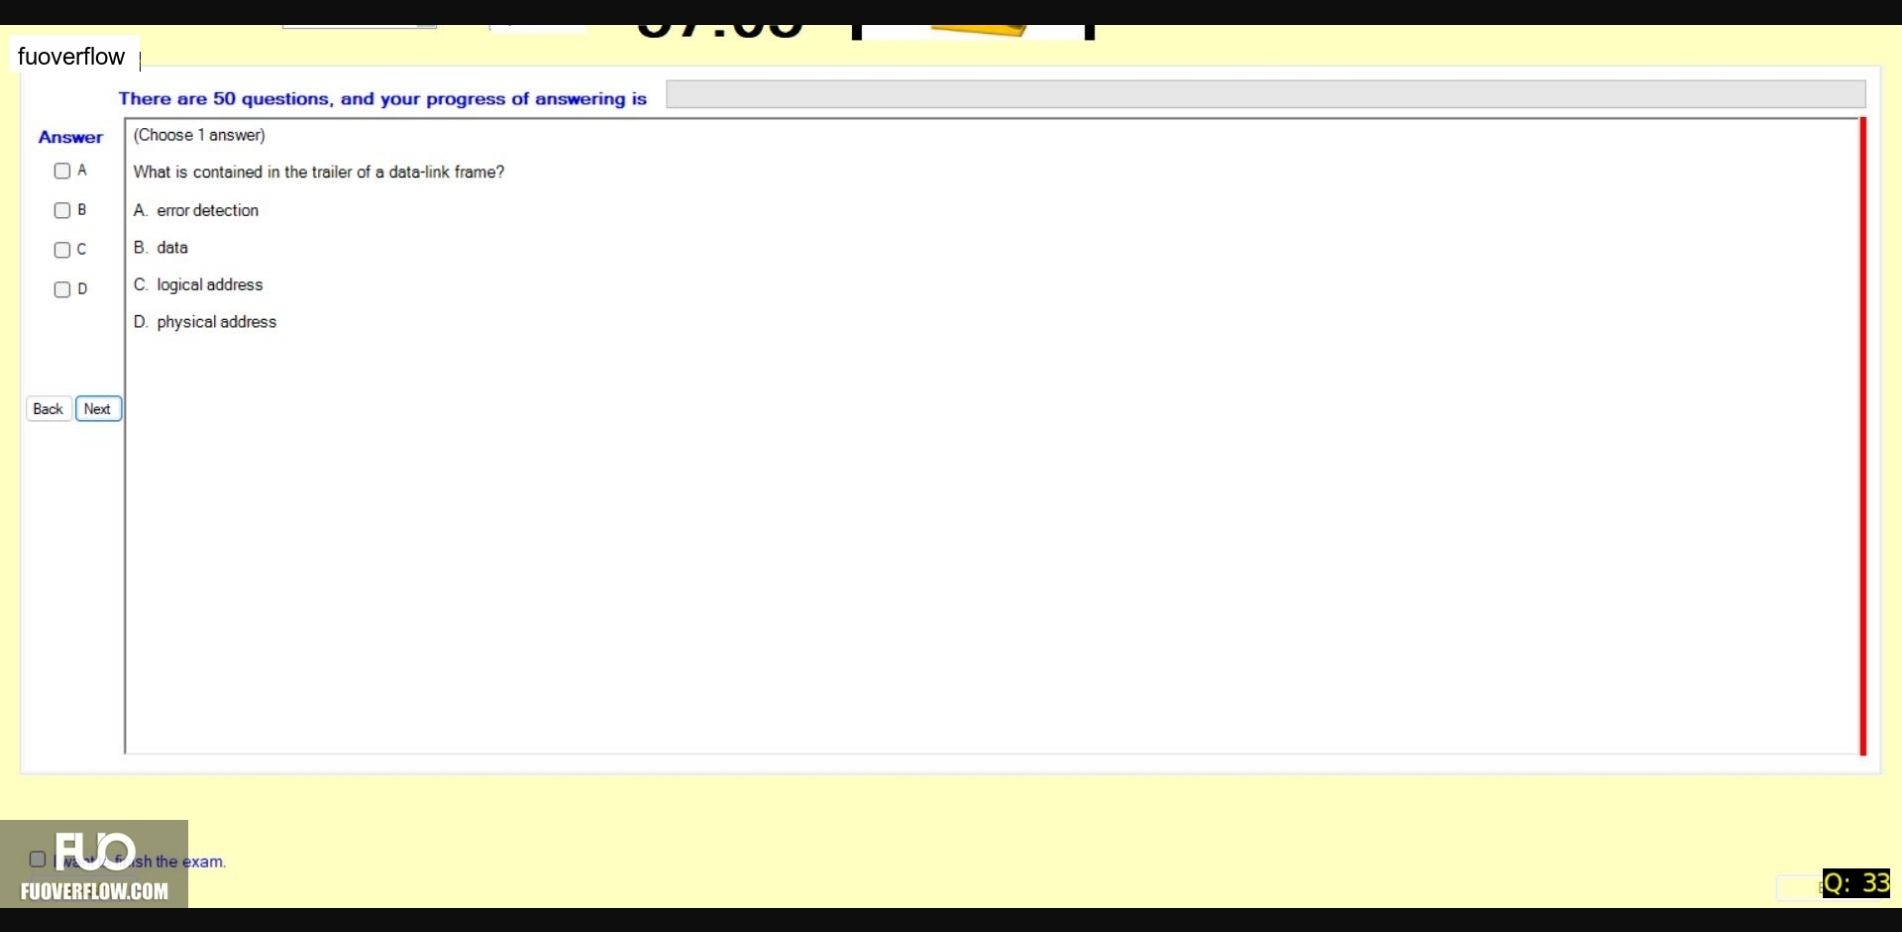 fuoverflow
There are 50 questions, and your progress of answering is
Answer
(Choose 1 answer)
A
What is contained in the trailer of a data-link frame?
B
A. error detection
C
B. data
D
C. logical address
D. physical address
Back Next
FUO
finish the exam.
FUOVERFLOW.COM
Q: 33